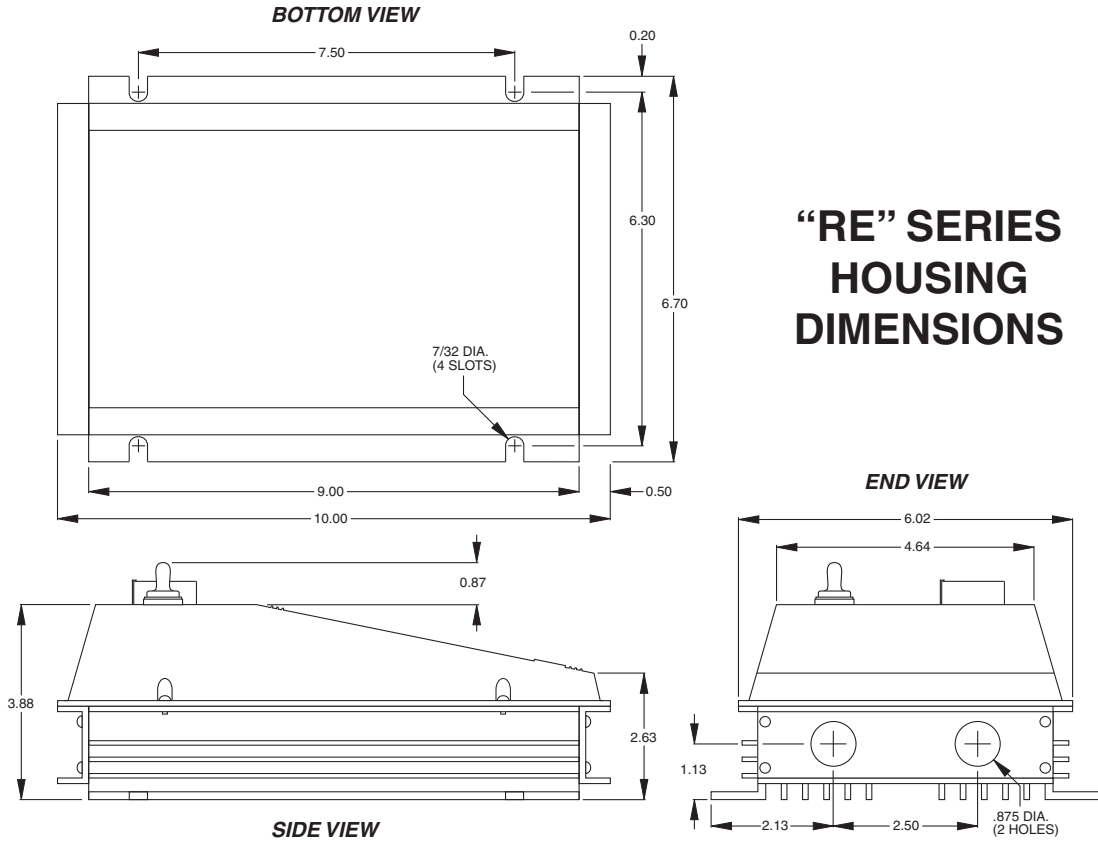 BOTTOM VIEW
7.50
0.20
6.30
6.70
7/32 DIA.
(4 SLOTS)
9.00
0.50
10.00
“RE” SERIES
HOUSING
DIMENSIONS
END VIEW
6.02
4.64
0.87
3.88
2.63
1.13
2.13
2.50
.875 DIA.
(2 HOLES)
SIDE VIEW